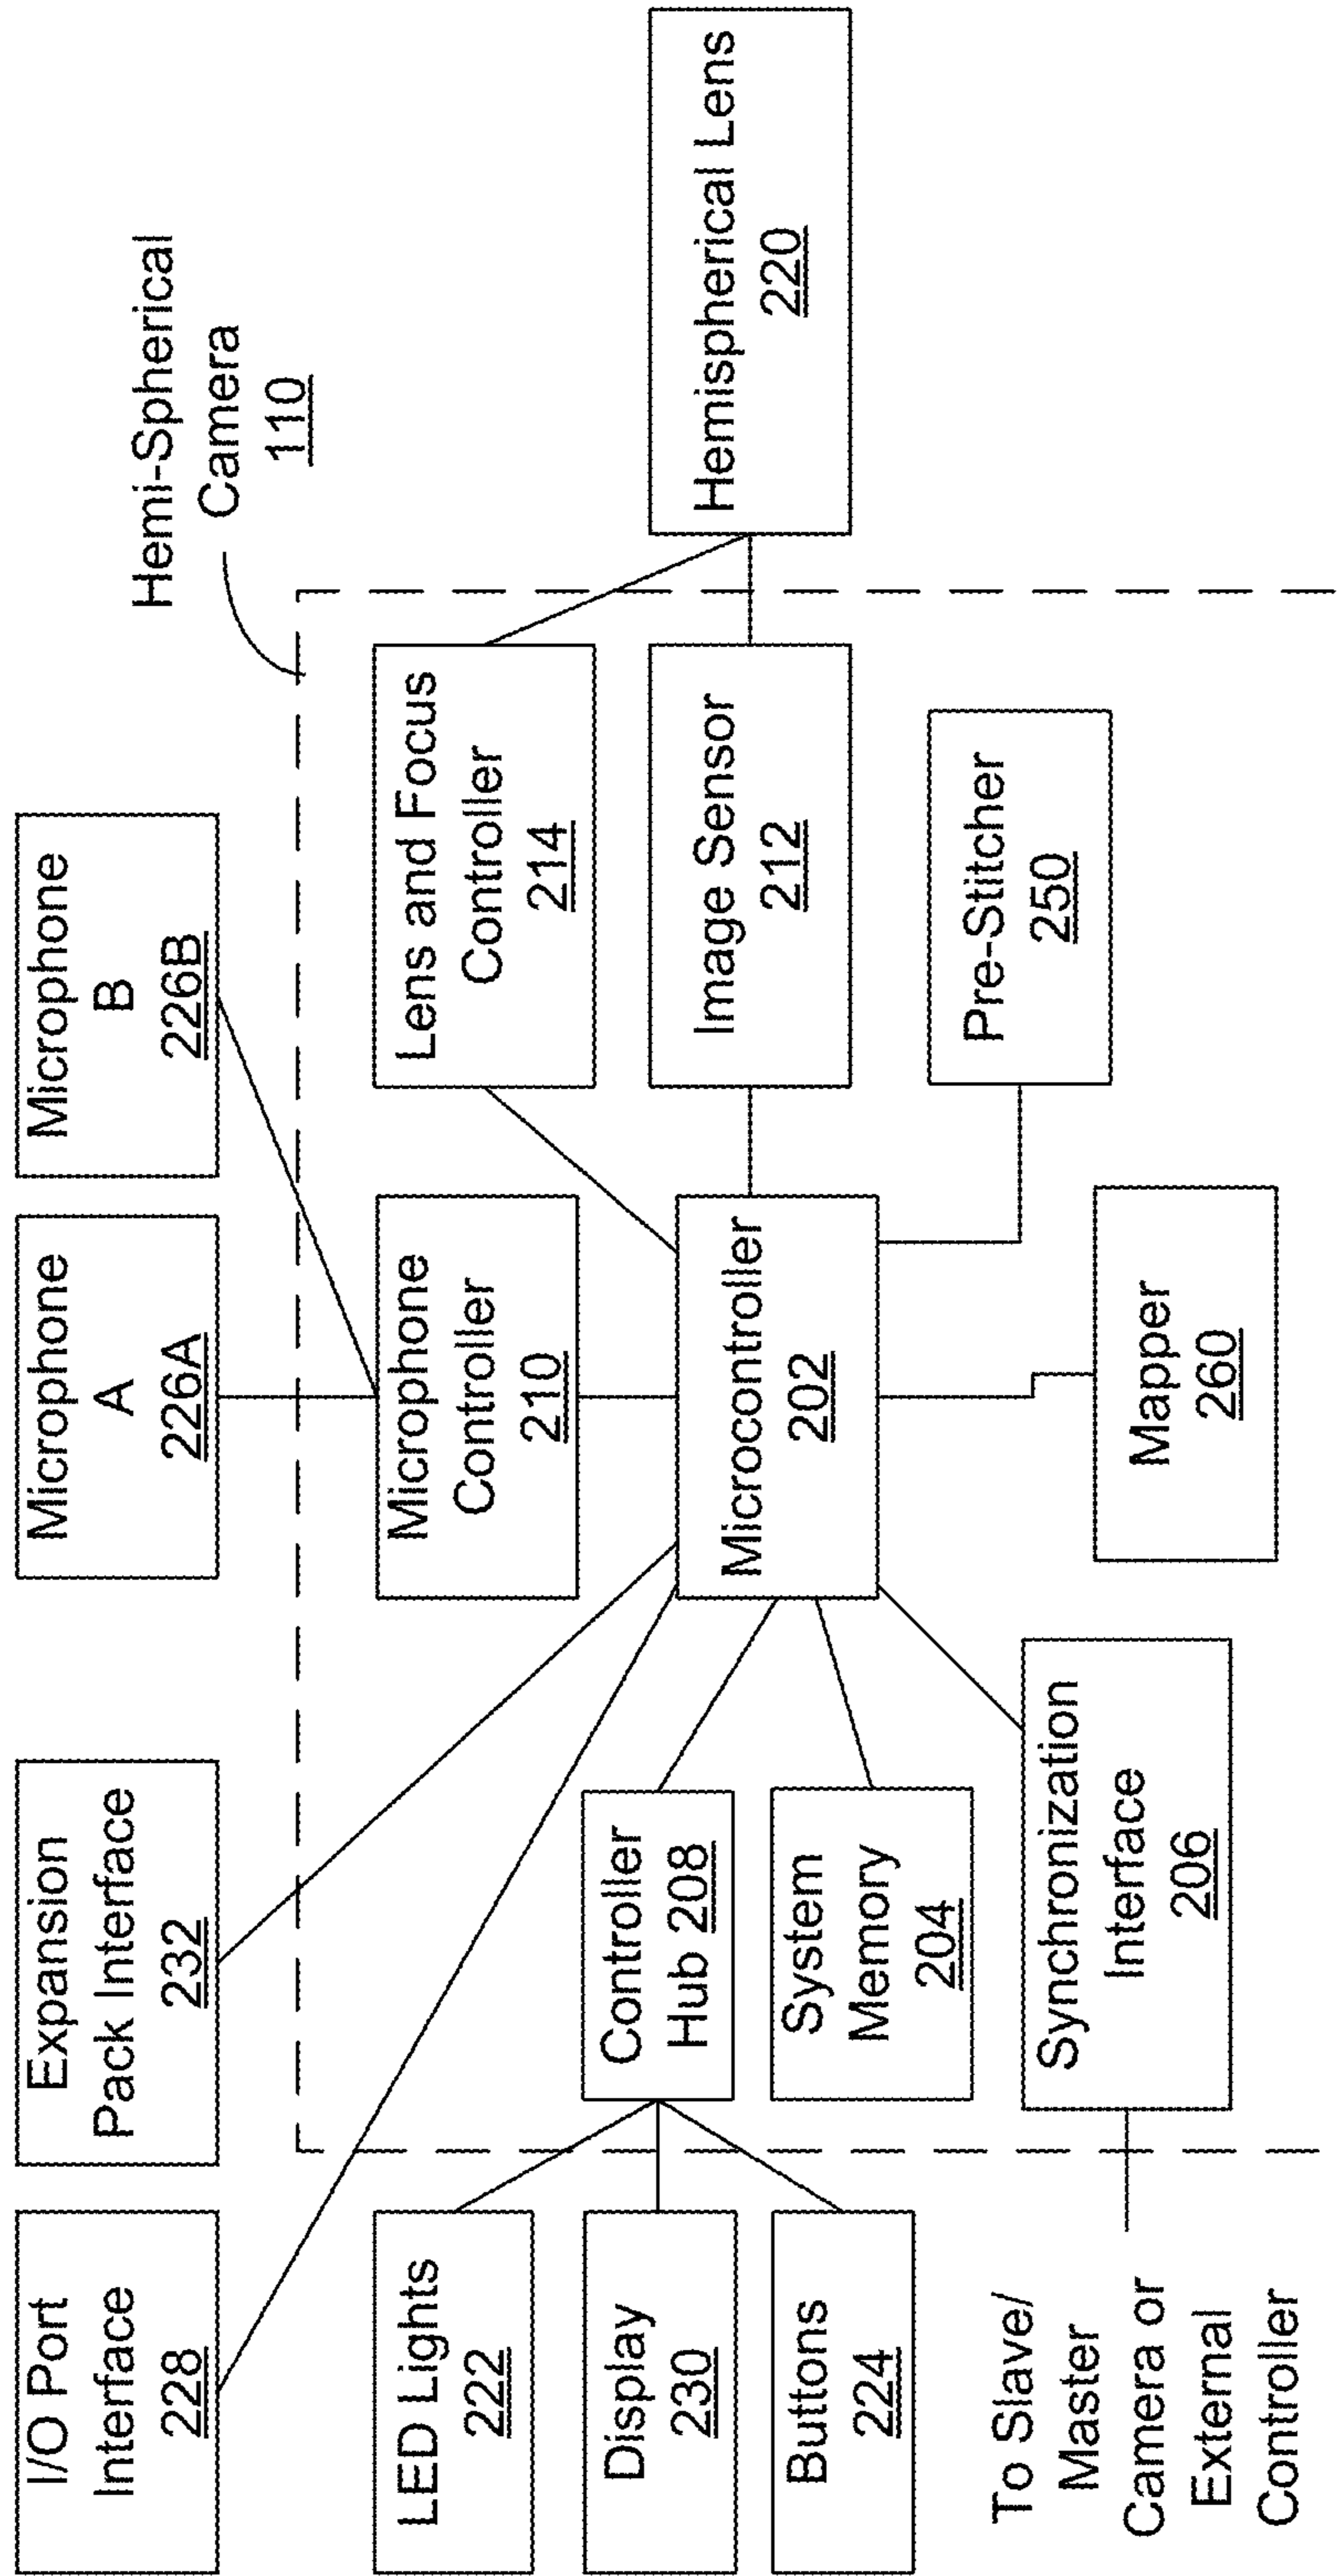 I/O Port
Interface
228
Expansion
Pack Interface
232
Microphone
A
226A
Microphone
B
226B
Hemi-Spherical
Camera
110
LED Lights
222
Display
230
Buttons
224
To Slave/
Master
Camera or
External
Controller
Controller
Hub 208
System
Memory
204
Synchronization
Interface
206
Microphone
Controller
210
Microcontroller
202
Mapper
260
Lens and Focus
Controller
214
Image Sensor
212
Pre-Stitcher
250
Hemispherical Lens
220